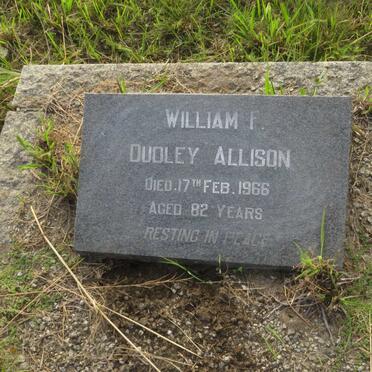 WILLIAM F.
DUDLEY ALLISON
DIED 17TH FEB. 1966
AGED 82 YEARS
RESTING IN PEACE